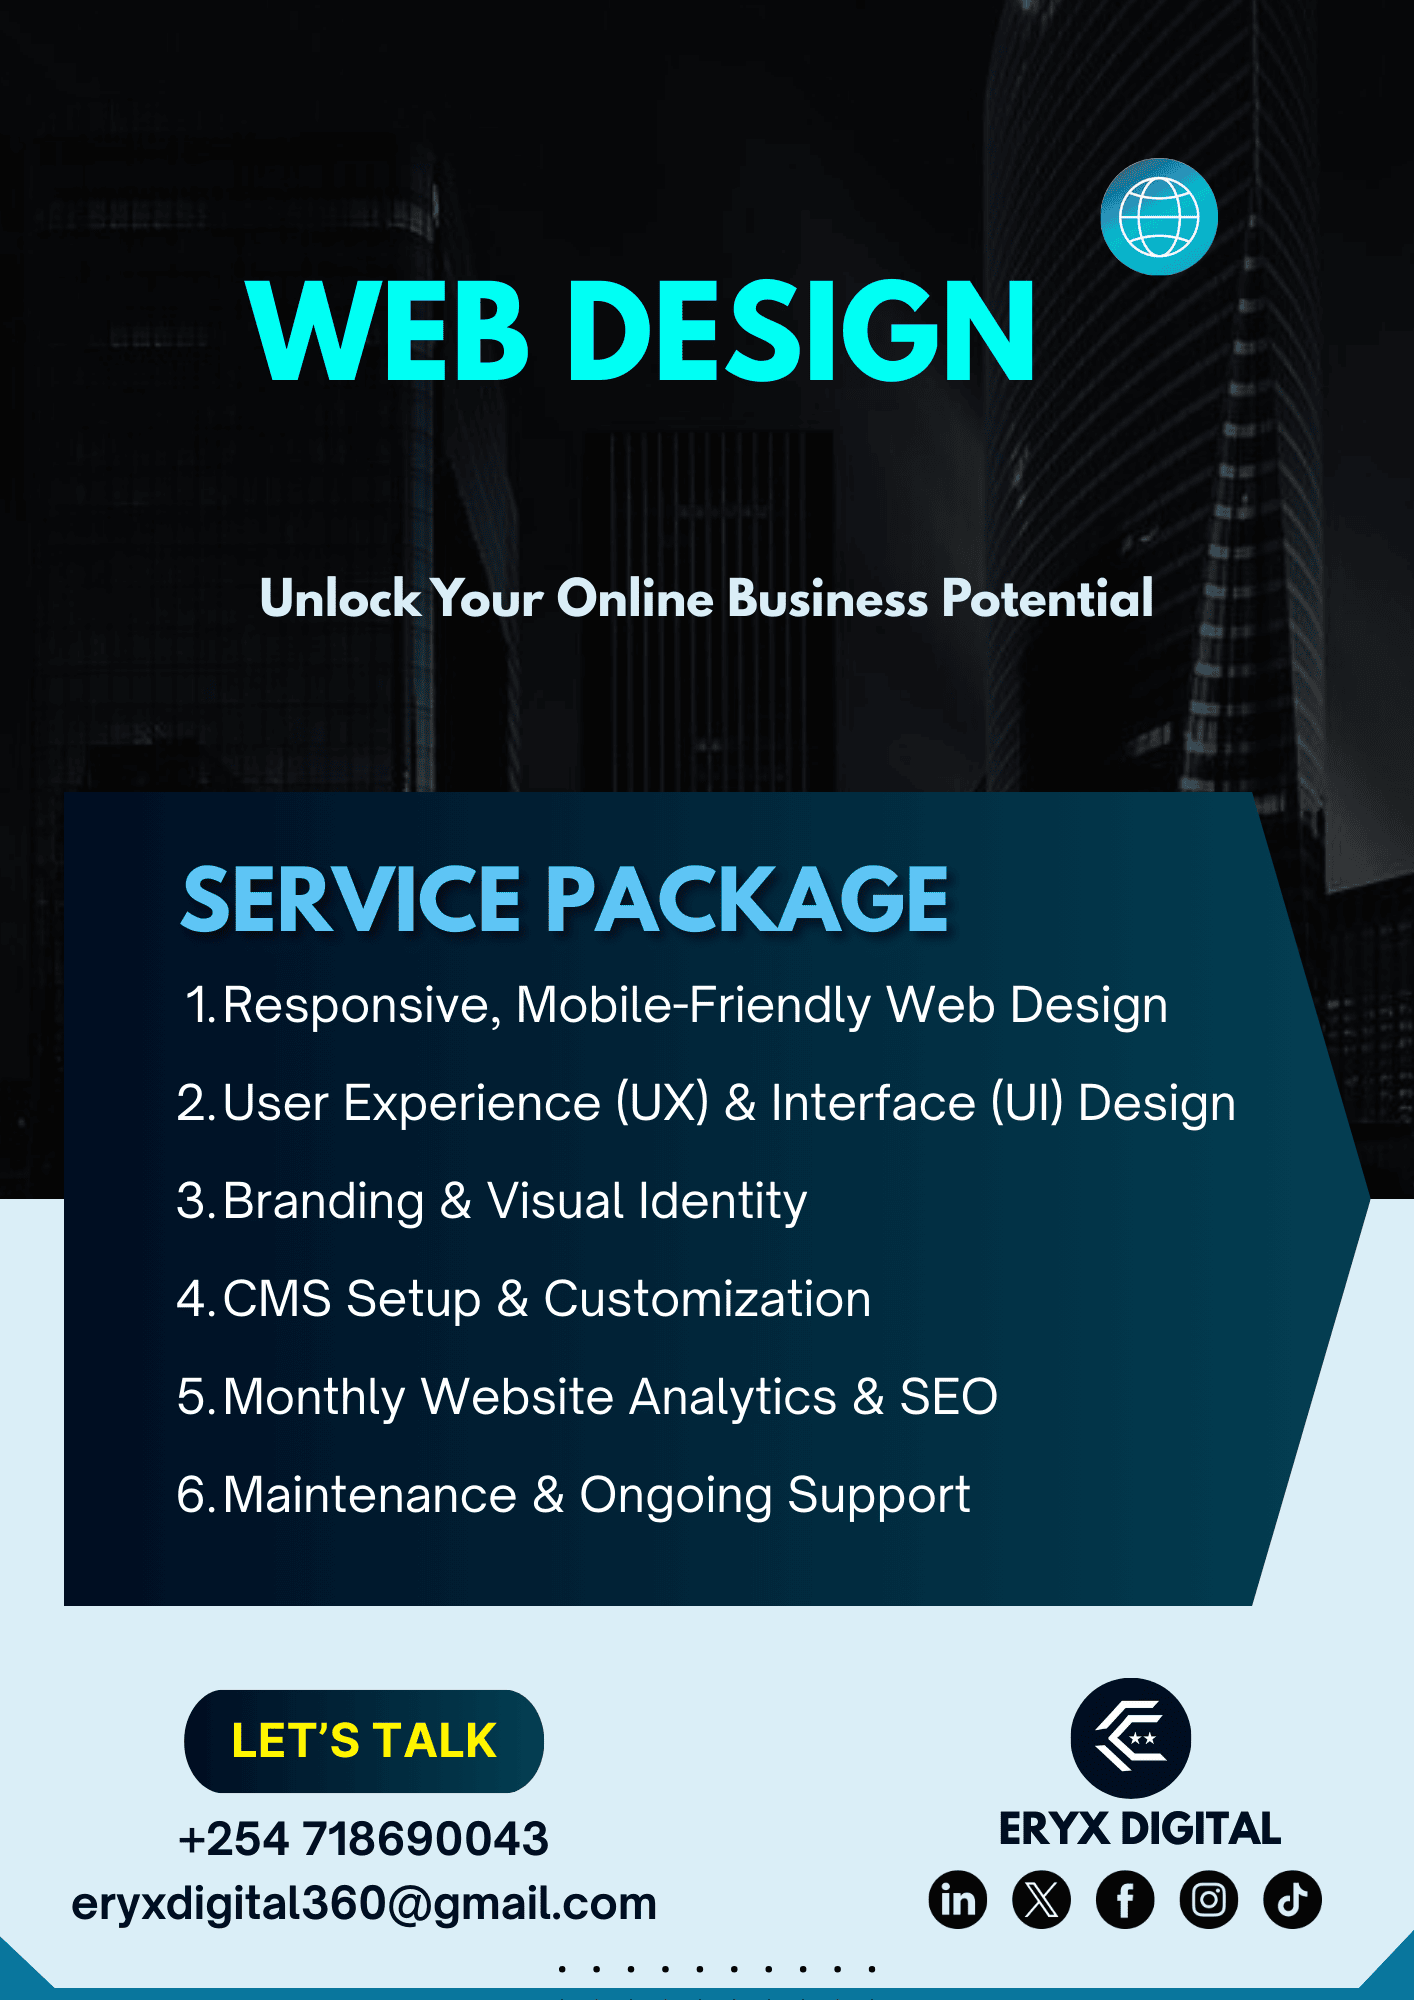 WEB DESIGN
Unlock Your Online Business Potential
SERVICE PACKAGE
1. Responsive, Mobile-Friendly Web Design
2. User Experience (UX) & Interface (UI) Design
3. Branding & Visual Identity
4. CMS Setup & Customization
5. Monthly Website Analytics & SEO
6. Maintenance & Ongoing Support
LET’S TALK
+254 718690043
eryxdigital360@gmail.com
ERYX DIGITAL